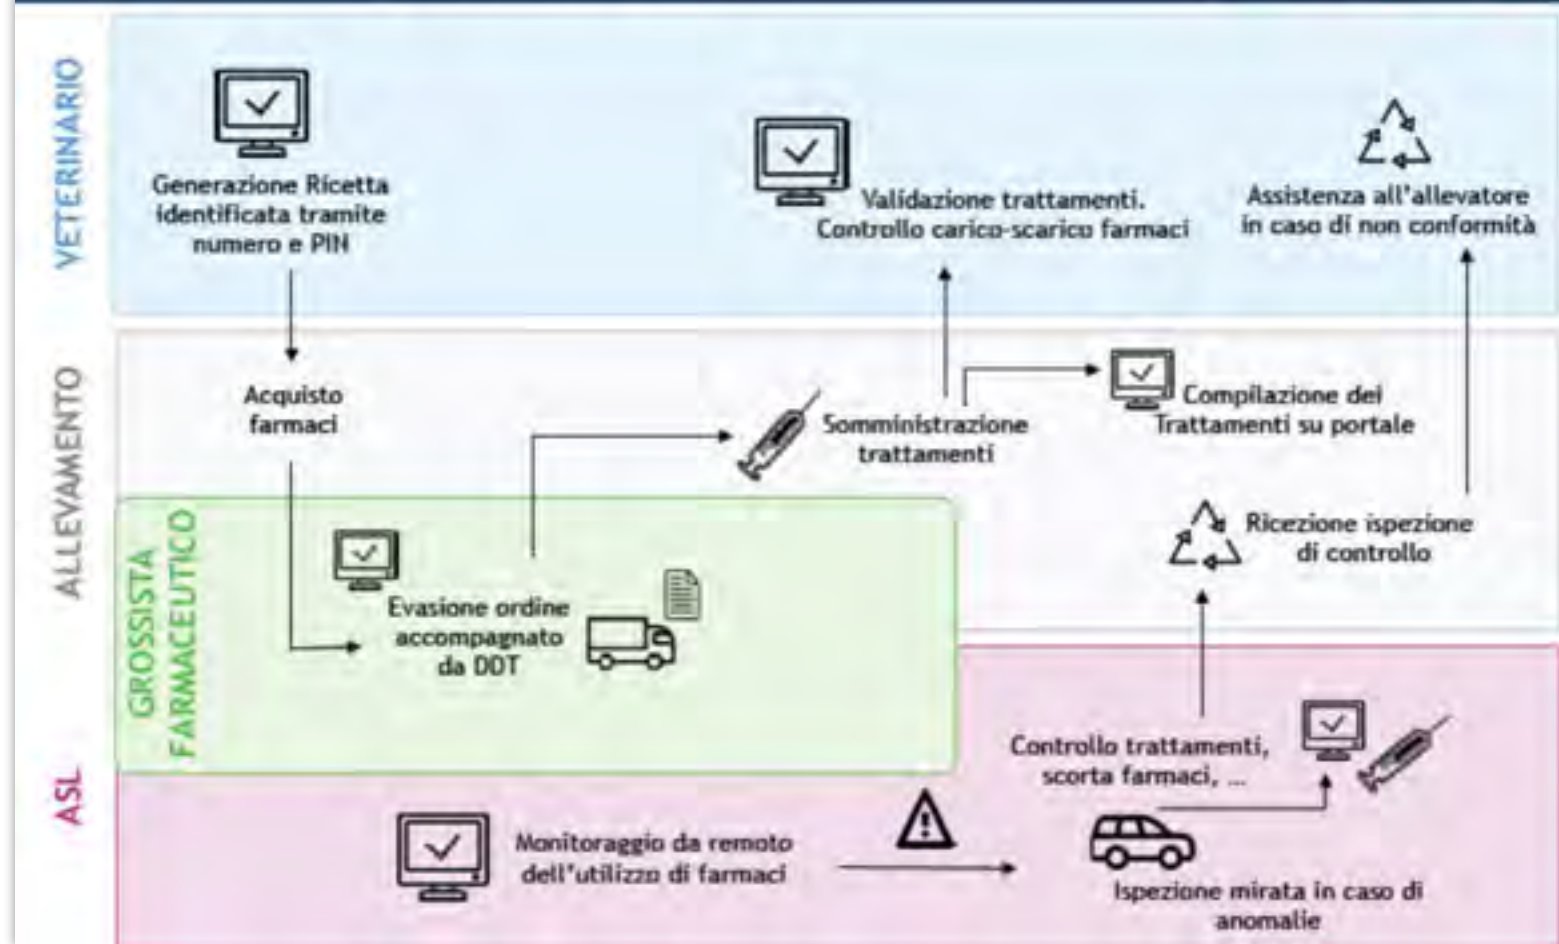 VETERINARIO
Generazione Ricetta
identificata tramite
numero e PIN
Validazione trattamenti.
Controllo carico-scarico farmaci
Assistenza all'allevatore
in caso di non conformità
ALLEVAMENTO
Acquisto
farmaci
Somministrazione
trattamenti
Compilazione dei
Trattamenti su portale
Ricezione ispezione
di controllo
GROSSISTA
FARMACEUTICO
Evasione ordine
accompagnato
da DDT
ASL
Monitoraggio da remoto
dell'utilizzo di farmaci
Controllo trattamenti,
scorta farmaci, ...
Ispezione mirata in caso di
anomalie